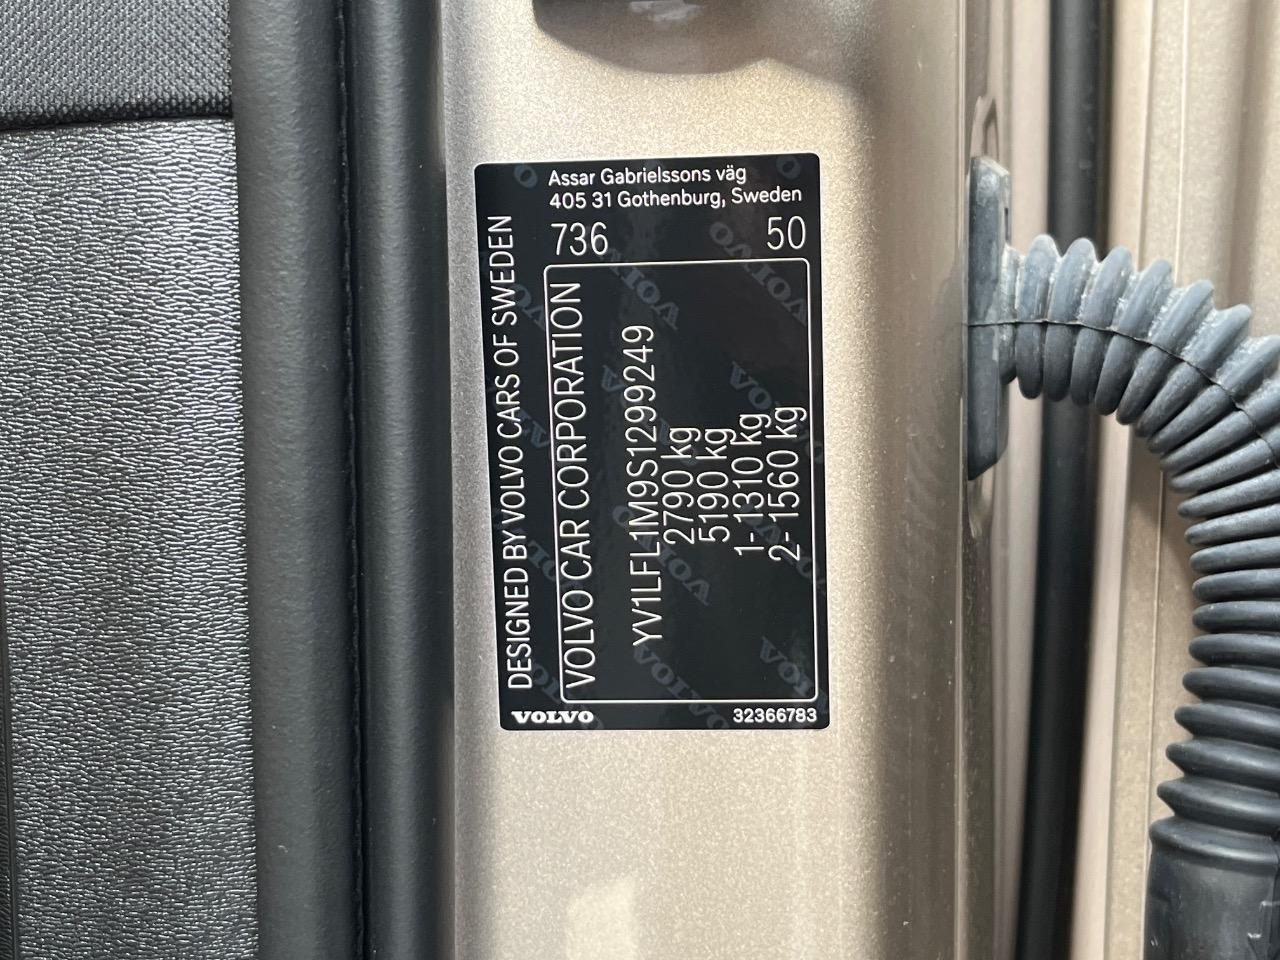 Assar Gabrielssons väg
405 31 Gothenburg, Sweden
736 50
DESIGNED BY VOLVO CARS OF SWEDEN
VOLVO CAR CORPORATION
YV1LFL1M9S1299249
2790 kg
5190 kg
1- 1310 kg
2- 1560 kg
VOLVO 32366783